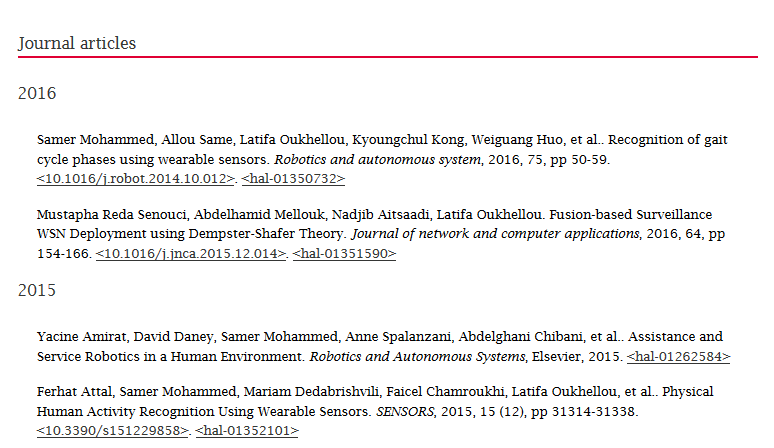 Journal articles
2016
Samer Mohammed, Allou Same, Latifa Oukhellou, Kyoungchul Kong, Weiguang Huo, et al.. Recognition of gait
cycle phases using wearable sensors. Robotics and autonomous system, 2016, 75, pp 50-59.
<10.1016/j.robot.2014.10.012>. <hal-01350732>
Mustapha Reda Senouci, Abdelhamid Mellouk, Nadjib Aitsaadi, Latifa Oukhellou. Fusion-based Surveillance
WSN Deployment using Dempster-Shafer Theory. Journal of network and computer applications, 2016, 64, pp
154-166. <10.1016/j.jnca.2015.12.014>. <hal-01351590>
2015
Yacine Amirat, David Daney, Samer Mohammed, Anne Spalanzani, Abdelghani Chibani, et al.. Assistance and
Service Robotics in a Human Environment. Robotics and Autonomous Systems, Elsevier, 2015. <hal-01262584>
Ferhat Attal, Samer Mohammed, Mariam Dedabrishvili, Faicel Chamroukhi, Latifa Oukhellou, et al.. Physical
Human Activity Recognition Using Wearable Sensors. SENSORS, 2015, 15 (12), pp 31314-31338.
<10.3390/s151229858>. <hal-01352101>